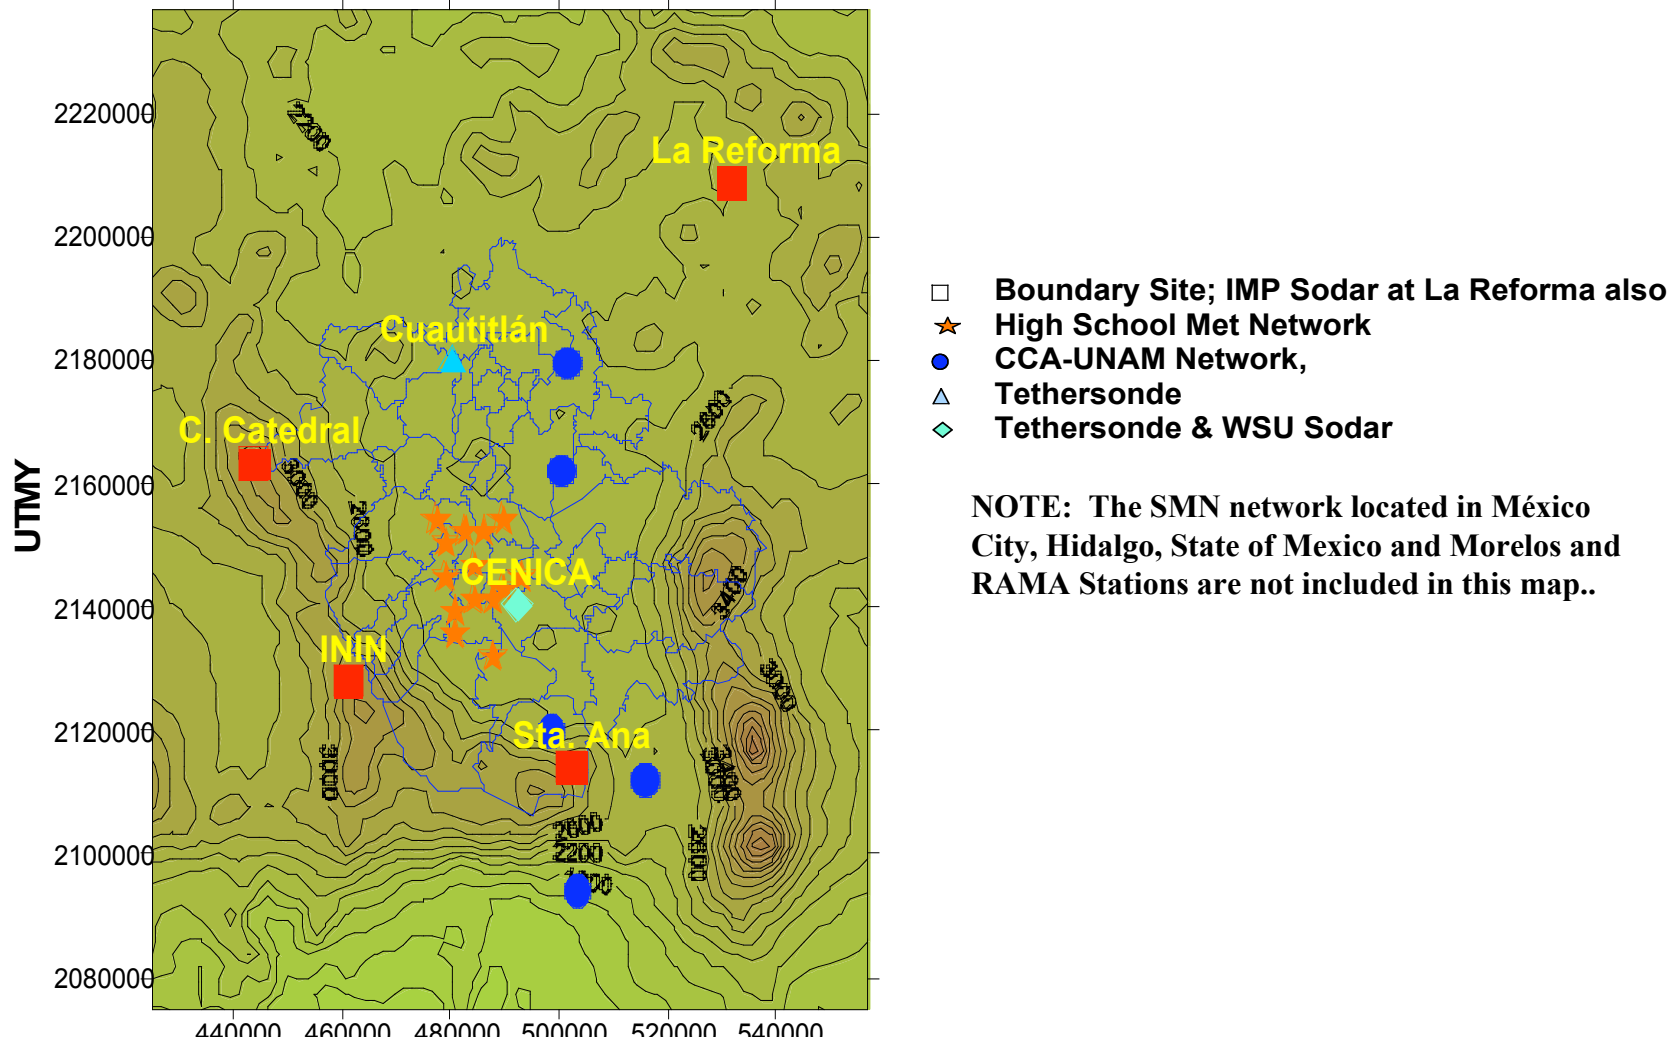 2220000
2200
La Reforma
2200000
Boundary Site; IMP Sodar at La Reforma also
High School Met Network
Cuautitlán
CCA-UNAM Network,
2180000
Tethersonde
2600
Tethersonde & WSU Sodar
C. Catedral
3000
2160000
UTMY
2600
NOTE:  The SMN network located in México
City, Hidalgo, State of Mexico and Morelos and
RAMA Stations are not included in this map..
CENICA
3400
2140000
ININ
3000
2120000
Sta. Ana
3000
2600
2600
2100000
2200
2080000
440000 460000 480000 500000 520000 540000